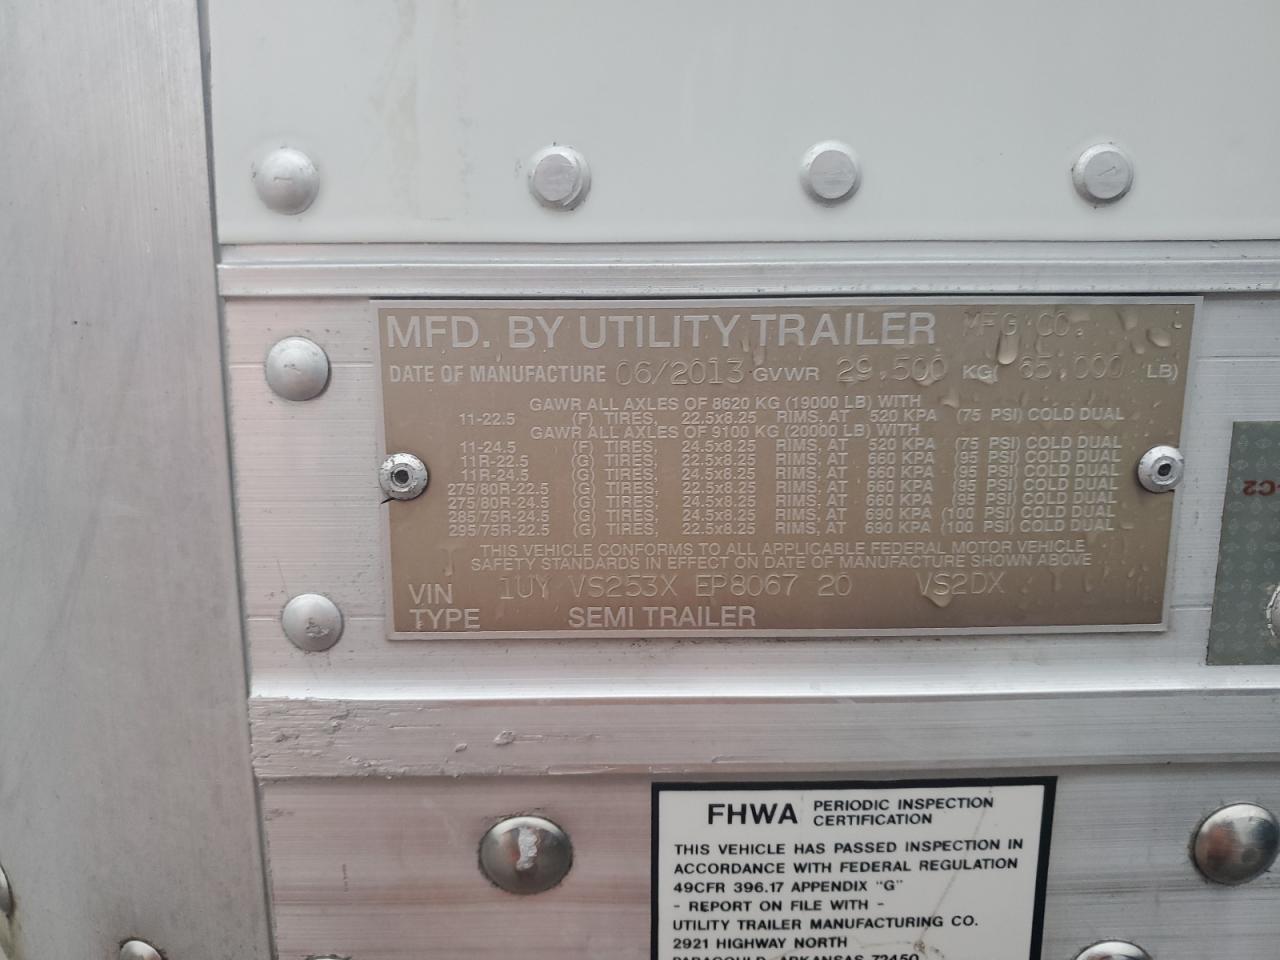 MFD. BY UTILITY TRAILER MFG CO.
DATE OF MANUFACTURE 06/2013 GVWR 29,500 KG( 65,000 LB)
GAWR ALL AXLES OF 8620 KG (19000 LB) WITH
11-22.5 (F) TIRES, 22.5x8.25 RIMS, AT 520 KPA (75 PSI) COLD DUAL
GAWR ALL AXLES OF 9100 KG (20000 LB) WITH
11-24.5 (F) TIRES, 24.5x8.25 RIMS, AT 520 KPA (75 PSI) COLD DUAL
11R-22.5 (G) TIRES, 22.5x8.25 RIMS, AT 660 KPA (95 PSI) COLD DUAL
11R-24.5 (G) TIRES, 24.5x8.25 RIMS, AT 660 KPA (95 PSI) COLD DUAL
275/80R-22.5 (G) TIRES, 22.5x8.25 RIMS, AT 660 KPA (95 PSI) COLD DUAL
275/80R-24.5 (G) TIRES, 24.5x8.25 RIMS, AT 660 KPA (95 PSI) COLD DUAL
285/75R-24.5 (G) TIRES, 24.5x8.25 RIMS, AT 690 KPA (100 PSI) COLD DUAL
295/75R-22.5 (G) TIRES, 22.5x8.25 RIMS, AT 690 KPA (100 PSI) COLD DUAL
THIS VEHICLE CONFORMS TO ALL APPLICABLE FEDERAL MOTOR VEHICLE
SAFETY STANDARDS IN EFFECT ON DATE OF MANUFACTURE SHOWN ABOVE
VIN 1UY VS253X EP8067 20 VS2DX
TYPE SEMI TRAILER
-C2
FHWA PERIODIC INSPECTION
CERTIFICATION
THIS VEHICLE HAS PASSED INSPECTION IN
ACCORDANCE WITH FEDERAL REGULATION
49CFR 396.17 APPENDIX "G"
- REPORT ON FILE WITH -
UTILITY TRAILER MANUFACTURING CO.
2921 HIGHWAY NORTH
PARAGOULD, ARKANSAS 72450